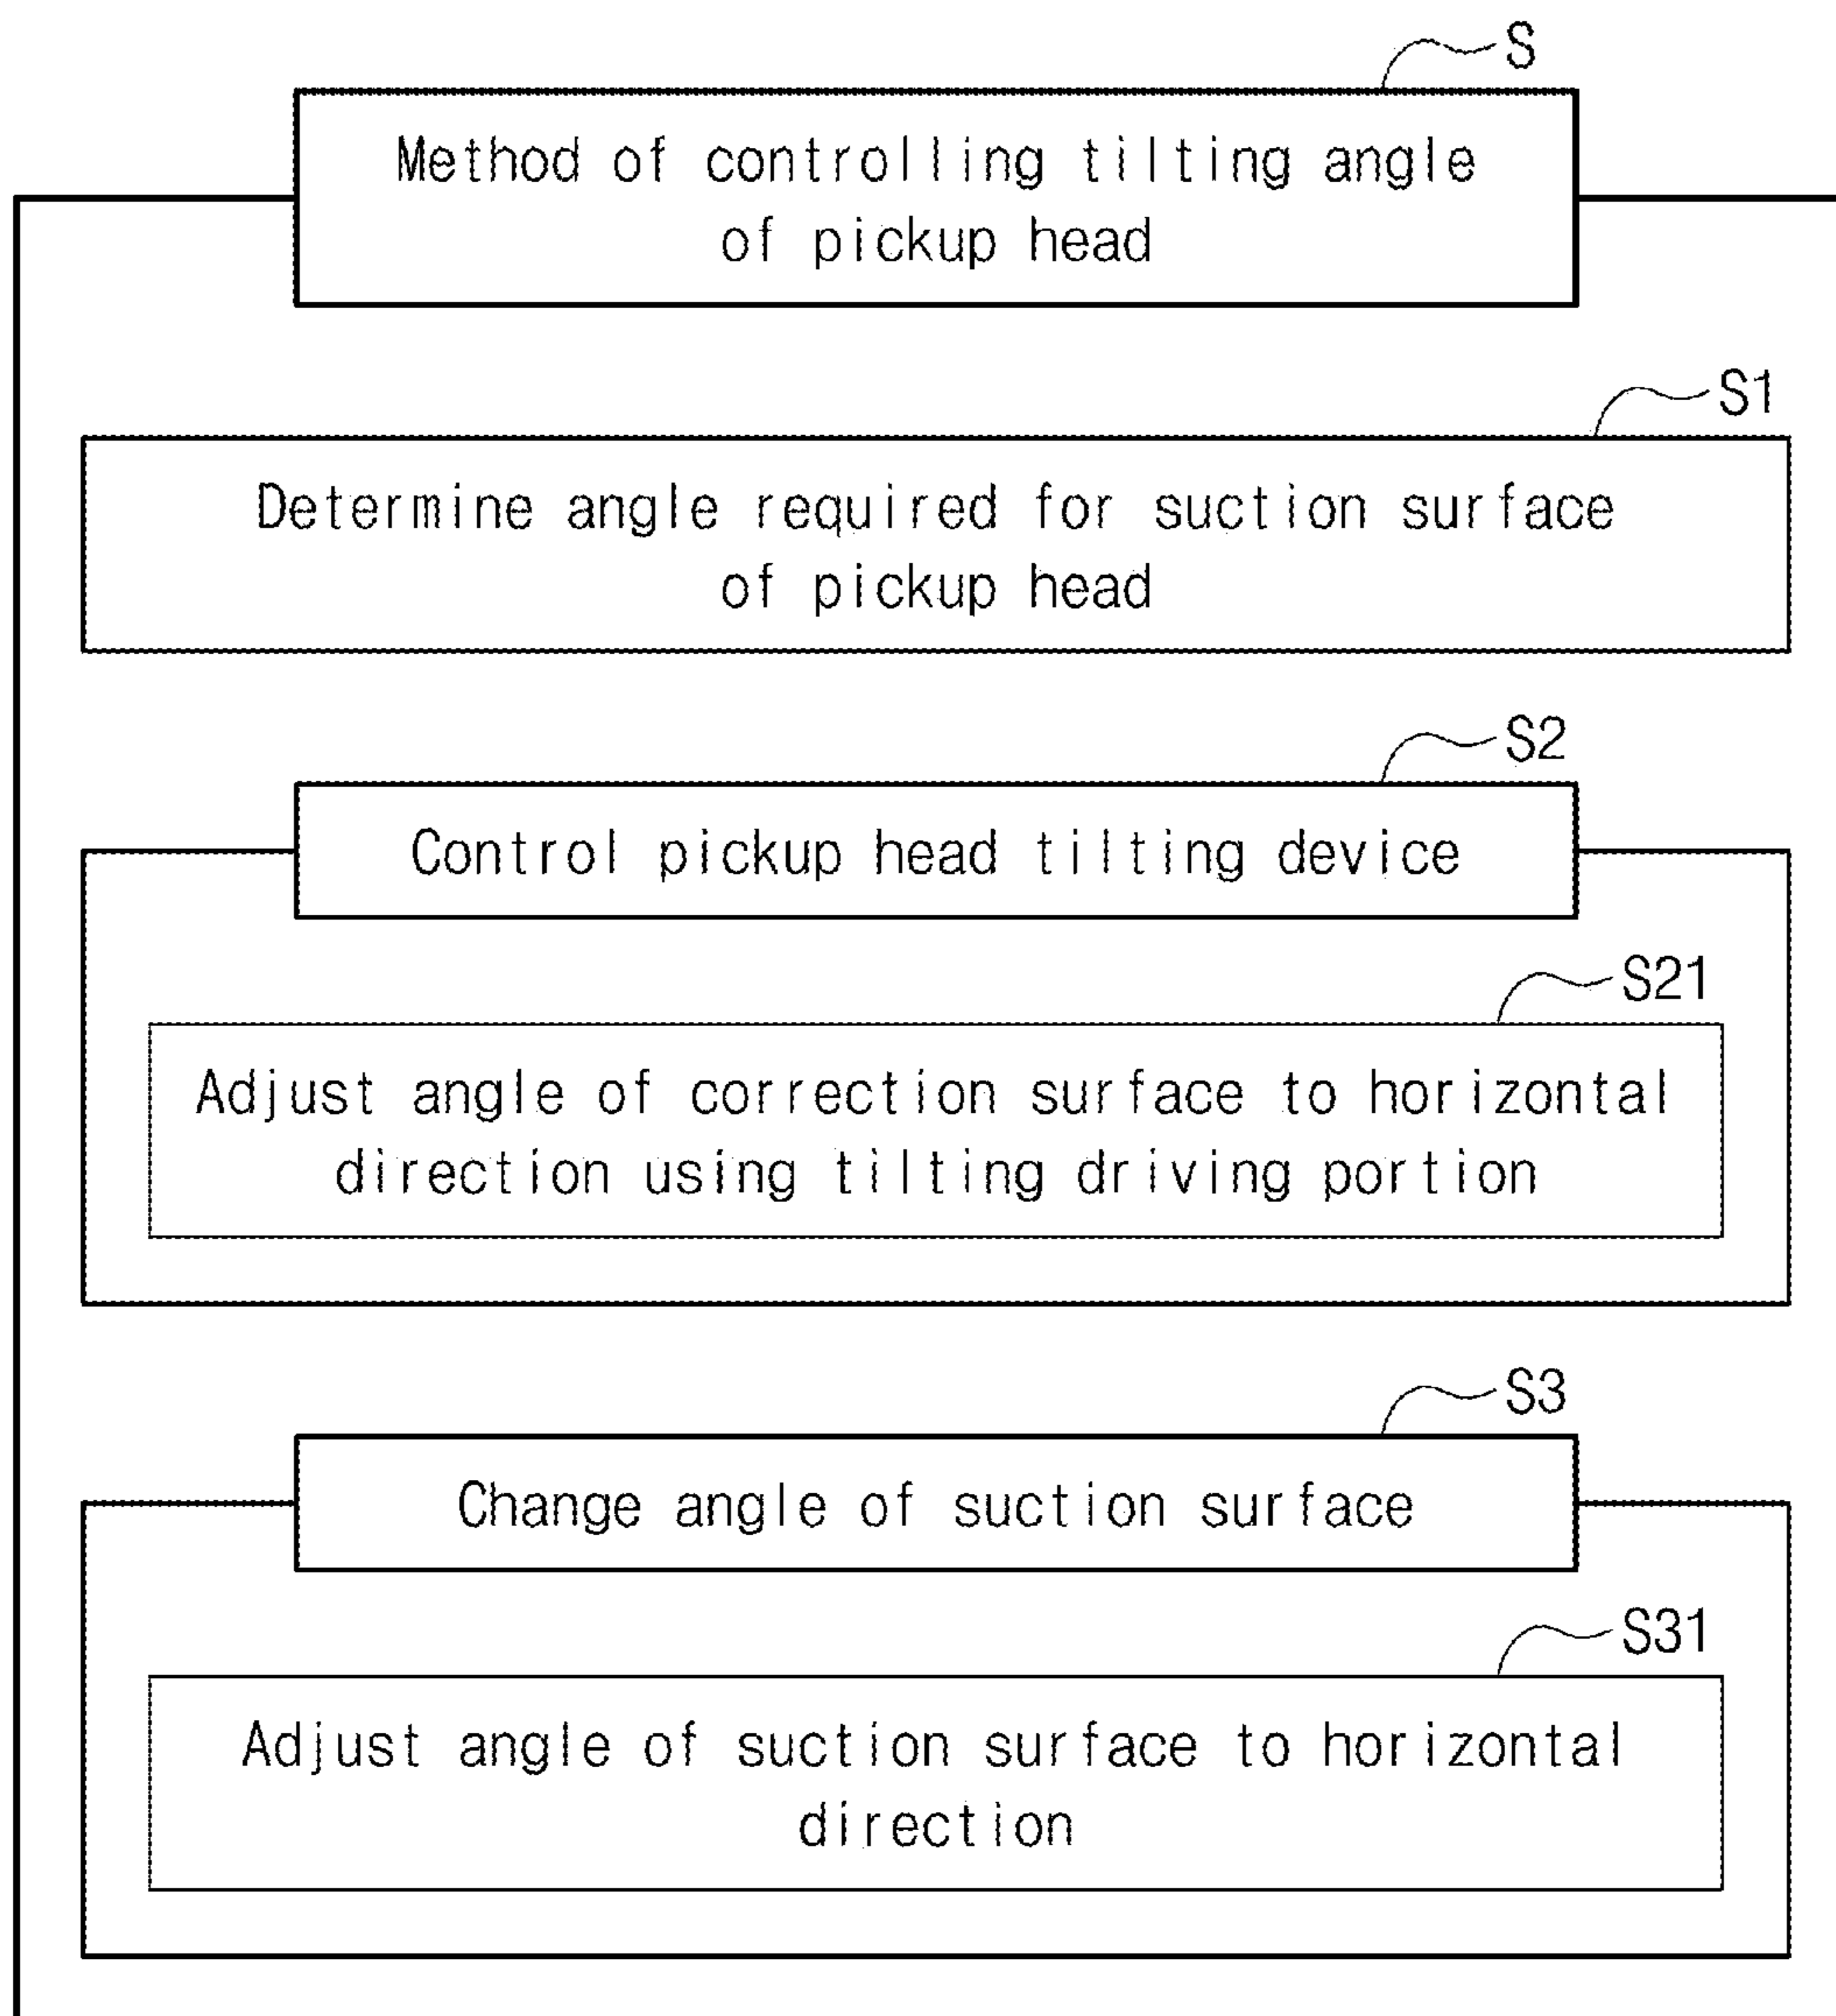 S
Method of controlling tilting angle
of pickup head
S1
Determine angle required for suction surface
of pickup head
S2
Control pickup head tilting device
S21
Adjust angle of correction surface to horizontal
direction using tilting driving portion
S3
Change angle of suction surface
S31
Adjust angle of suction surface to horizontal
direction